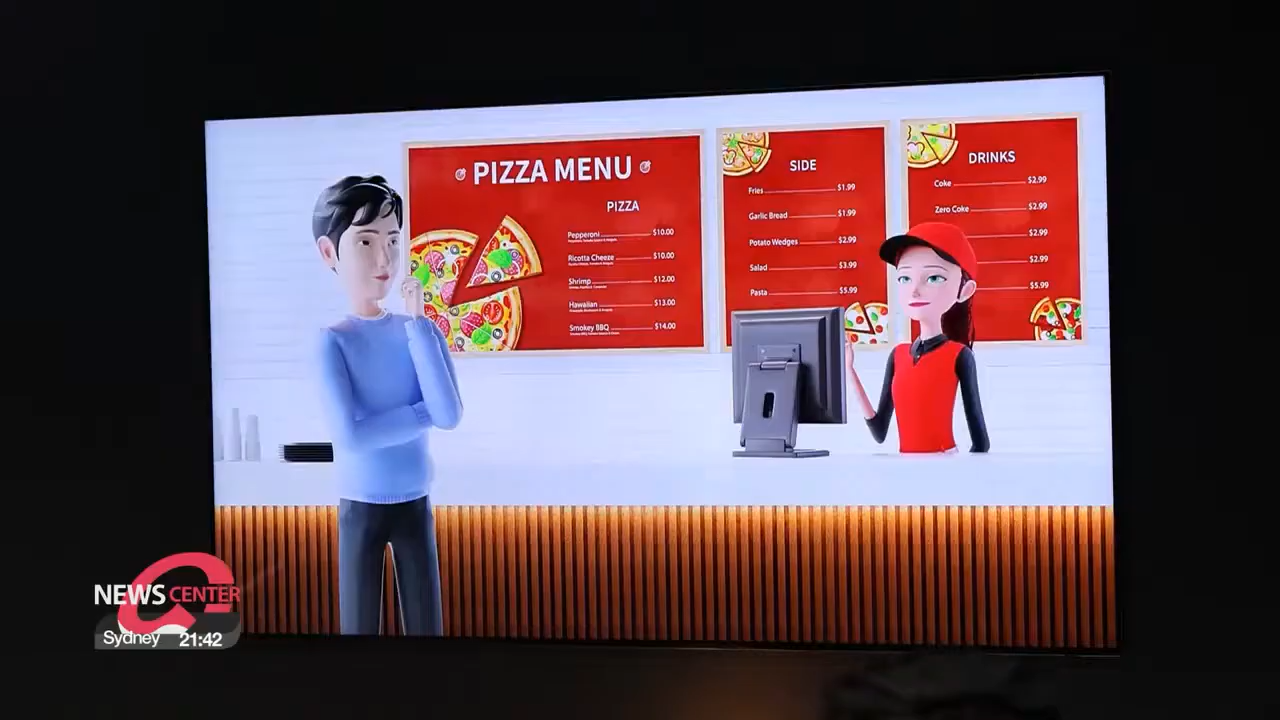 PIZZA MENU
PIZZA
Pepperoni $10.00
Ricotta Cheeze $10.00
Shrimp $12.00
Hawaiian $13.00
Smokey BBQ $14.00
SIDE
Fries $1.99
Garlic Bread $1.99
Potato Wedges $2.99
Salad $3.99
Pasta $5.99
DRINKS
Coke $2.99
Zero Coke $2.99
$2.99
$2.99
$5.99
NEWS CENTER
Sydney 21:42